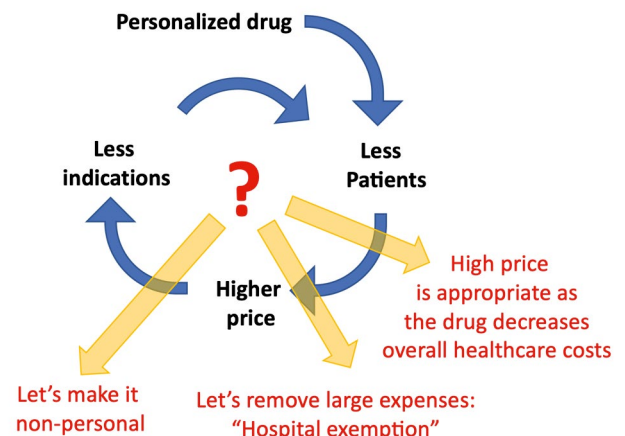 Personalized drug
Less
indications
Less
Patients
?
Higher
price
High price
is appropriate as
the drug decreases
overall healthcare costs
Let’s make it
non-personal
Let’s remove large expenses:
“Hospital exemption”